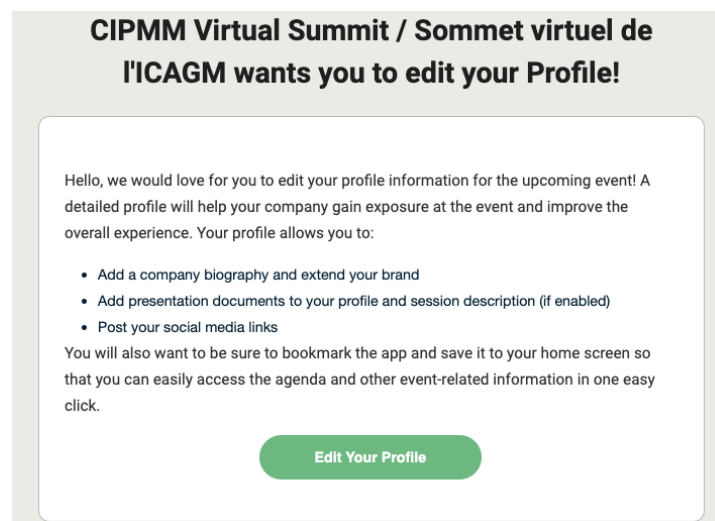 CIPMM Virtual Summit / Sommet virtuel de
l'ICAGM wants you to edit your Profile!
Hello, we would love for you to edit your profile information for the upcoming event! A
detailed profile will help your company gain exposure at the event and improve the
overall experience. Your profile allows you to:
• Add a company biography and extend your brand
• Add presentation documents to your profile and session description (if enabled)
• Post your social media links
You will also want to be sure to bookmark the app and save it to your home screen so
that you can easily access the agenda and other event-related information in one easy
click.
Edit Your Profile